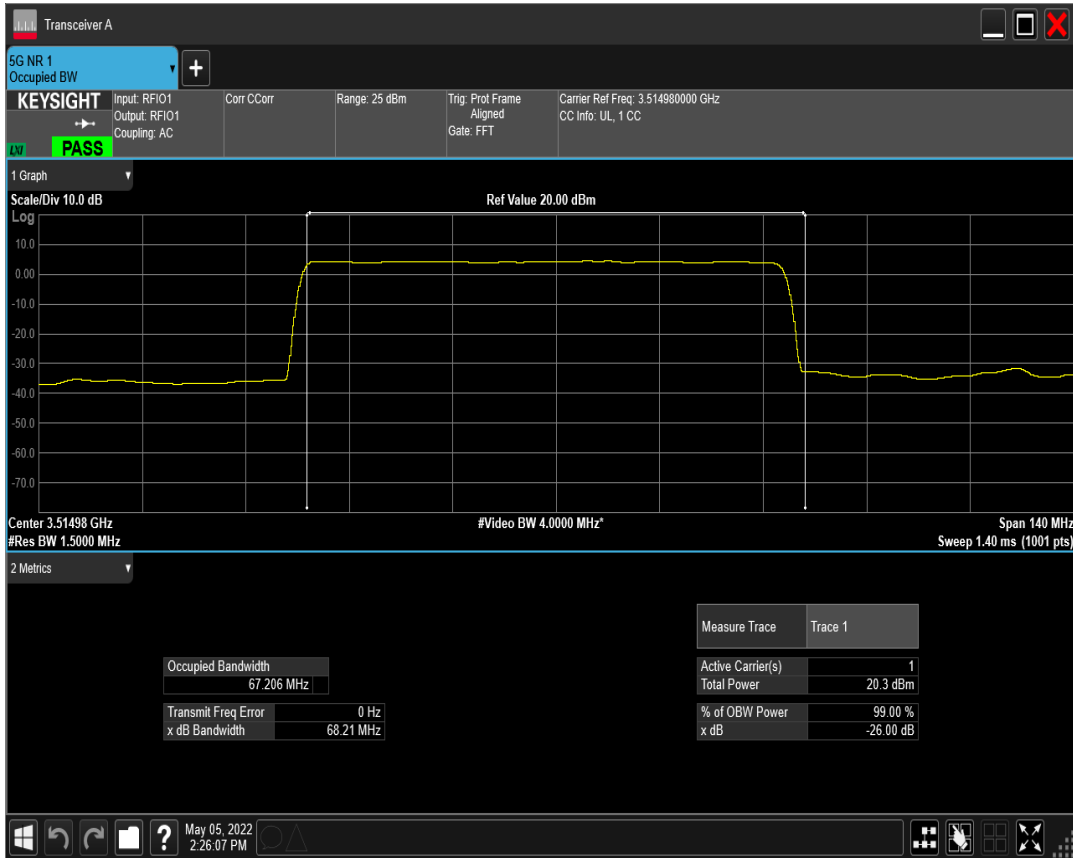 Transceiver A
5G NR 1
Occupied BW
+
KEYSIGHT
LXI
PASS
Input: RFIO1
Output: RFIO1
Coupling: AC
Corr CCorr
Range: 25 dBm
Trig: Prot Frame
Aligned
Gate: FFT
Carrier Ref Freq: 3.514980000 GHz
CC Info: UL, 1 CC
1 Graph
Scale/Div 10.0 dB
Ref Value 20.00 dBm
Log
10.0
0.00
-10.0
-20.0
-30.0
-40.0
-50.0
-60.0
-70.0
Center 3.51498 GHz
#Video BW 4.0000 MHz*
Span 140 MHz
#Res BW 1.5000 MHz
Sweep 1.40 ms (1001 pts)
2 Metrics
Measure Trace Trace 1
Occupied Bandwidth
67.206 MHz
Transmit Freq Error 0 Hz
x dB Bandwidth 68.21 MHz
Active Carrier(s) 1
Total Power 20.3 dBm
% of OBW Power 99.00 %
x dB -26.00 dB
?
May 05, 2022
2:26:07 PM